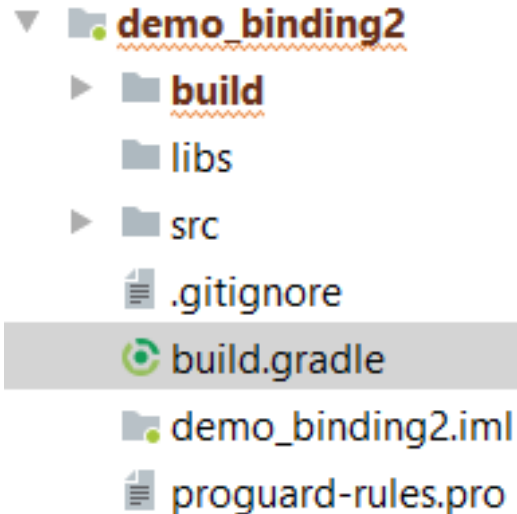 demo_binding2
build
libs
src
.gitignore
build.gradle
demo_binding2.iml
proguard-rules.pro